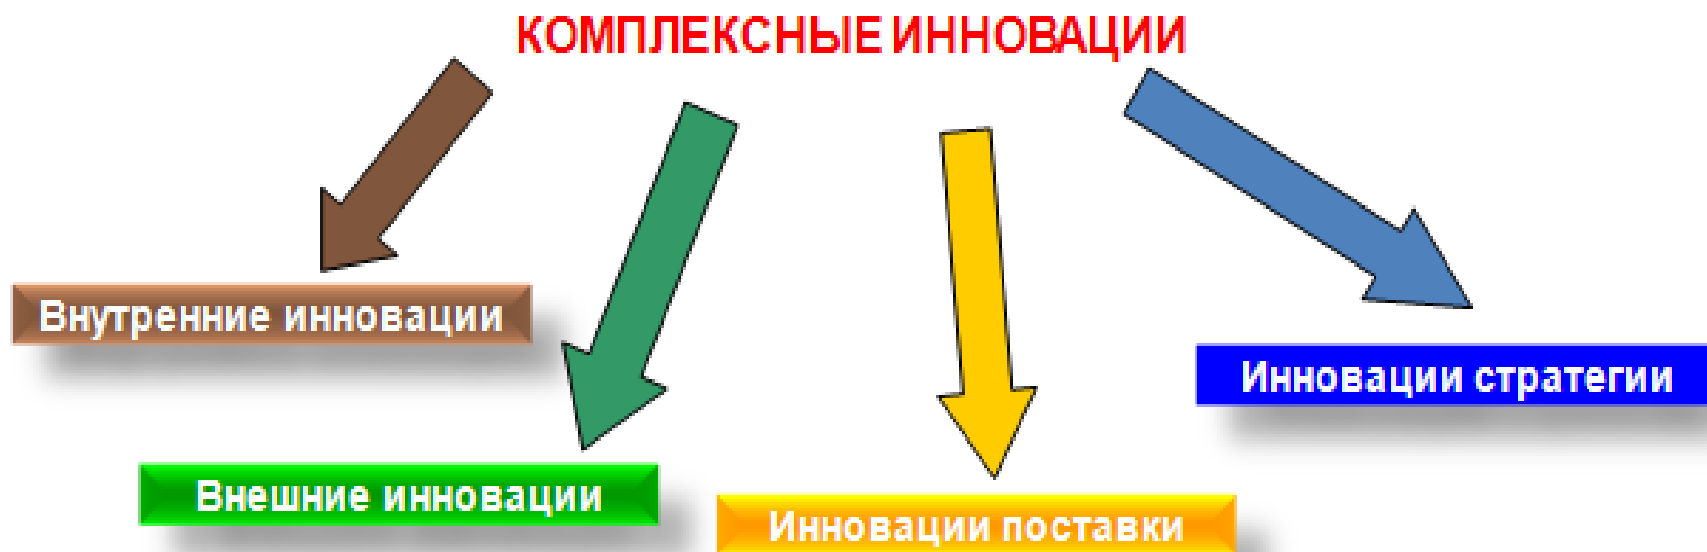 КОМПЛЕКСНЫЕ ИННОВАЦИИ
Внутренние инновации
Инновации стратегии
Внешние инновации
Инновации поставки